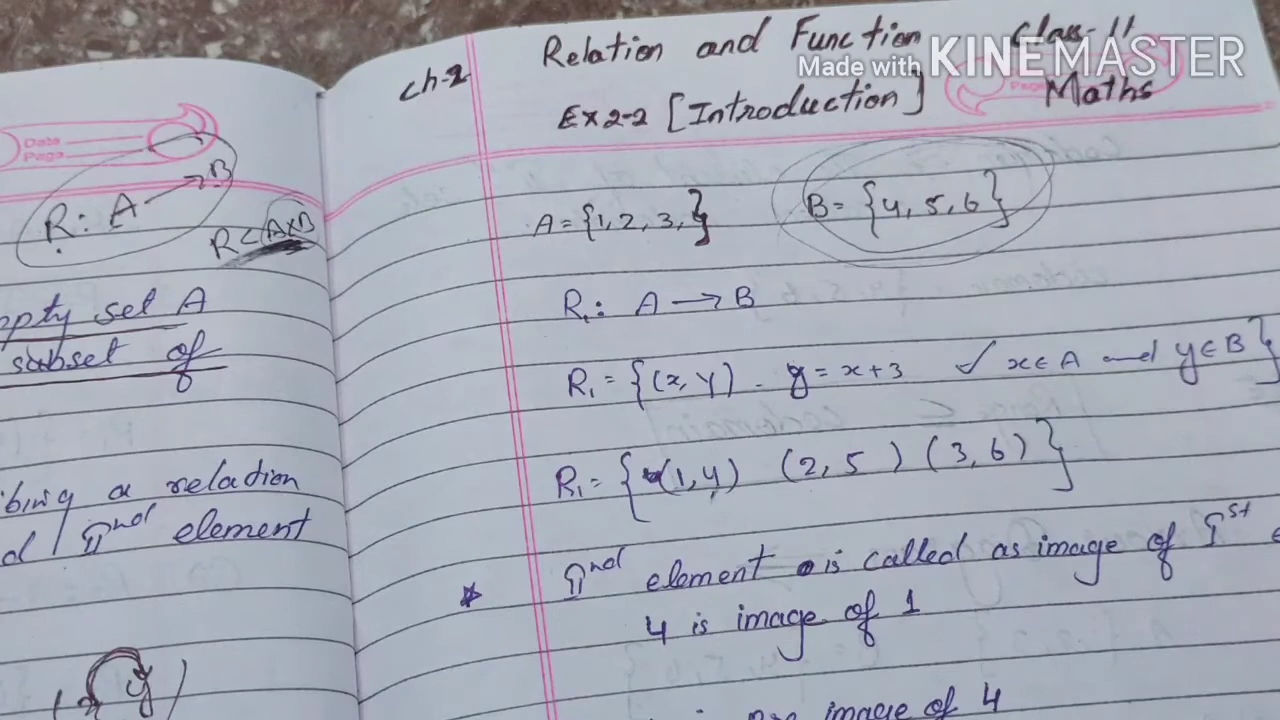 Date
Page
R: A → B
R ⊂ A×B
set A
subset of
a relation
IInd element
y )
Ch-2
Relation and Function Class-11
Made with KINEMASTER
Ex 2-2 [Introduction] Maths
A = {1, 2, 3,} B = {4, 5, 6}
R₁: A → B
R₁ = {(x, y) - y = x+3 x∈A and y∈B}
R₁ = { (1,4) (2,5) (3,6) }
* IInd element is called as image of Ist
4 is image of 1
image of 4